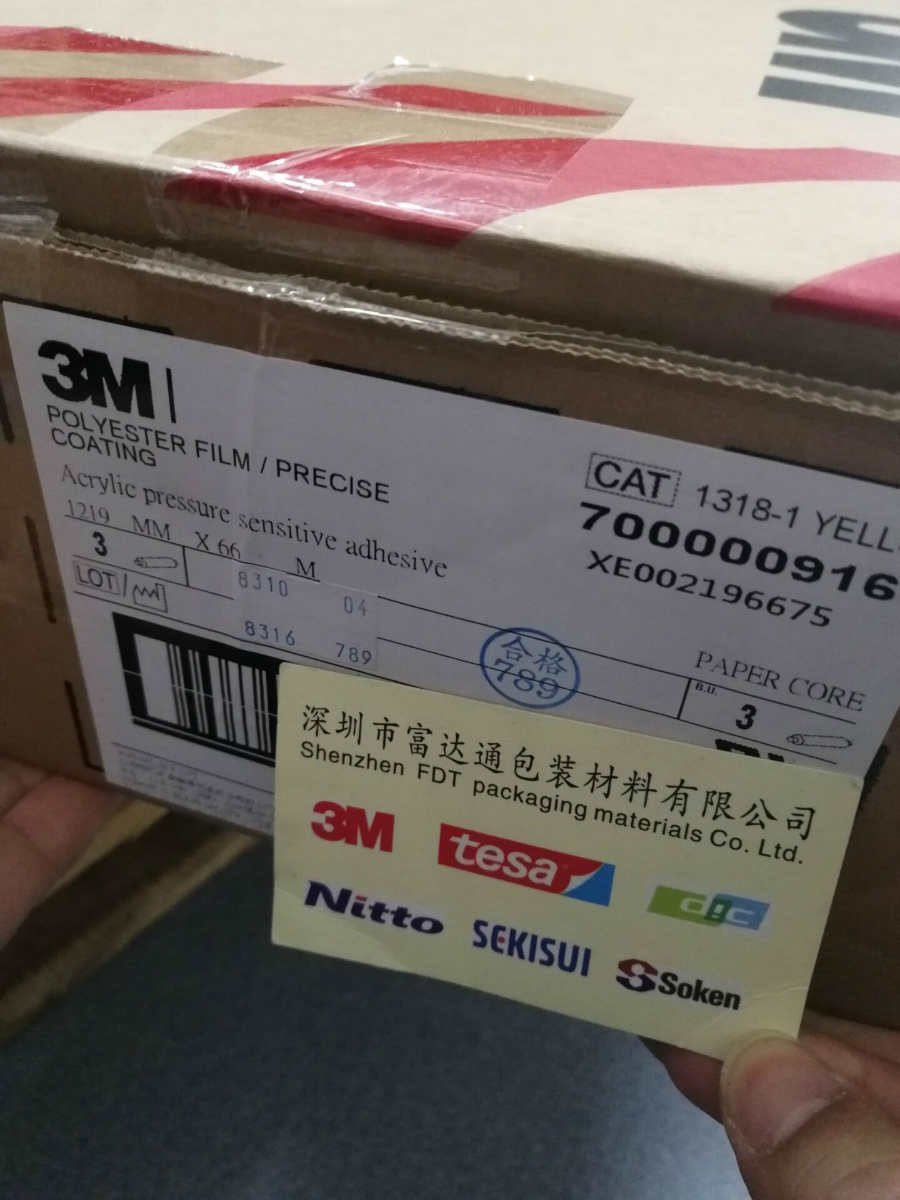 3M
POLYESTER FILM / PRECISE
COATING
Acrylic pressure sensitive adhesive
1219 MM X 66 M
3
LOT
8310 04
8316 789
CAT 1318-1 YELL
700000916
XE002196675
合格
789
PAPER CORE
B.U.
3
深圳市富达通包装材料有限公司
Shenzhen FDT packaging materials Co. Ltd.
3M
tesa
dic
Nitto
SEKISUI
Soken